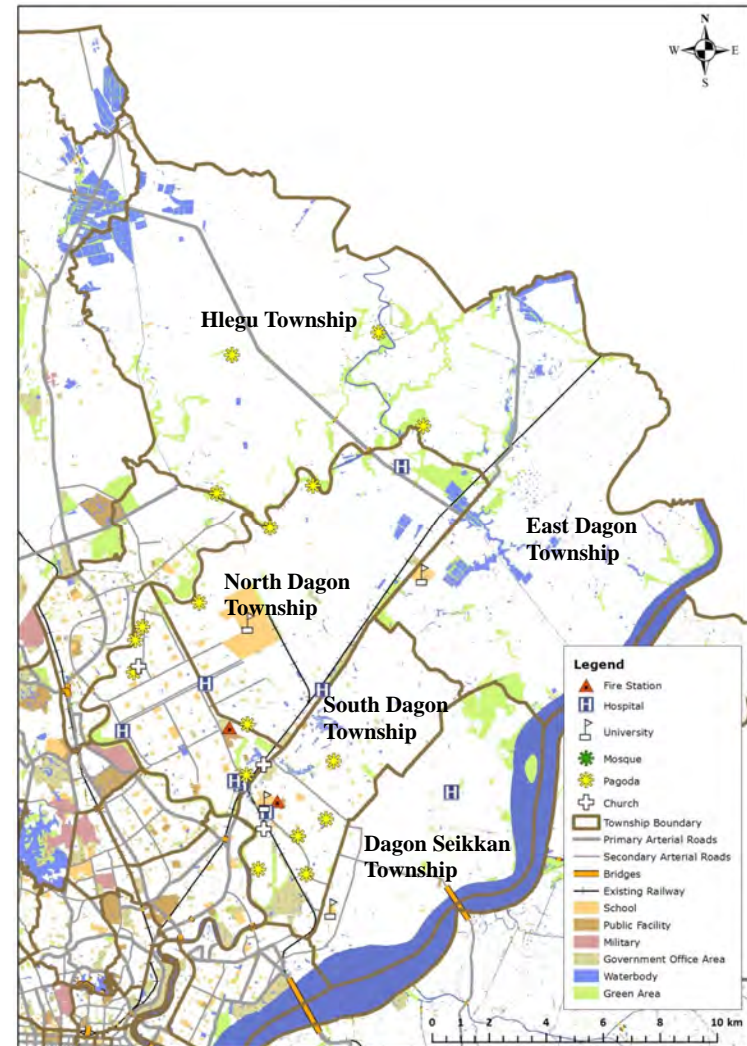 N
W
E
S
Hlegu Township
East Dagon
Township
North Dagon
Township
South Dagon
Township
Dagon Seikkan
Township
Legend
Fire Station
Hospital
University
Mosque
Pagoda
Church
Township Boundary
Primary Arterial Roads
Secondary Arterial Roads
Bridges
Existing Railway
School
Public Facility
Military
Government Office Area
Waterbody
Green Area
0 2 4 6 8 10 km
H
H
H
H
H
H
H
H